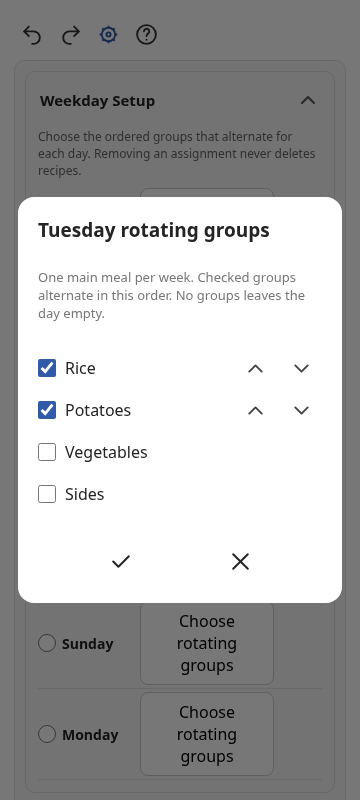 Weekday Setup
Choose the ordered groups that alternate for
each day. Removing an assignment never deletes
recipes.
Tuesday rotating groups
One main meal per week. Checked groups
alternate in this order. No groups leaves the
day empty.
Rice
Potatoes
Vegetables
Sides
Sunday
Choose
rotating
groups
Monday
Choose
rotating
groups